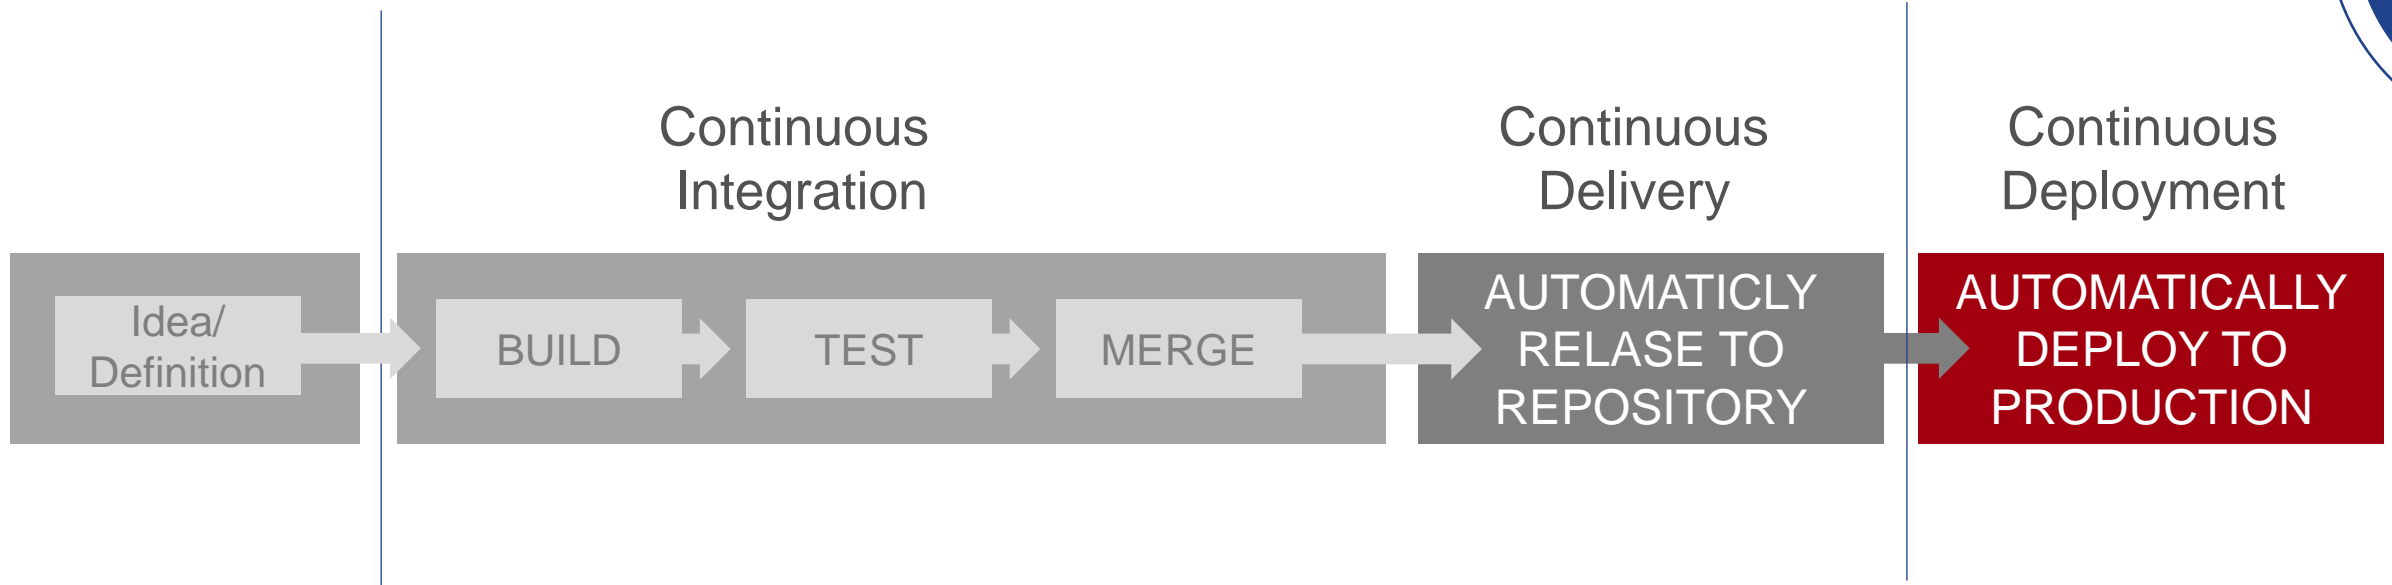 Continuous
Integration
Continuous
Delivery
Continuous
Deployment
Idea/
Definition
BUILD
TEST
MERGE
AUTOMATICLY
RELASE TO
REPOSITORY
AUTOMATICALLY
DEPLOY TO
PRODUCTION